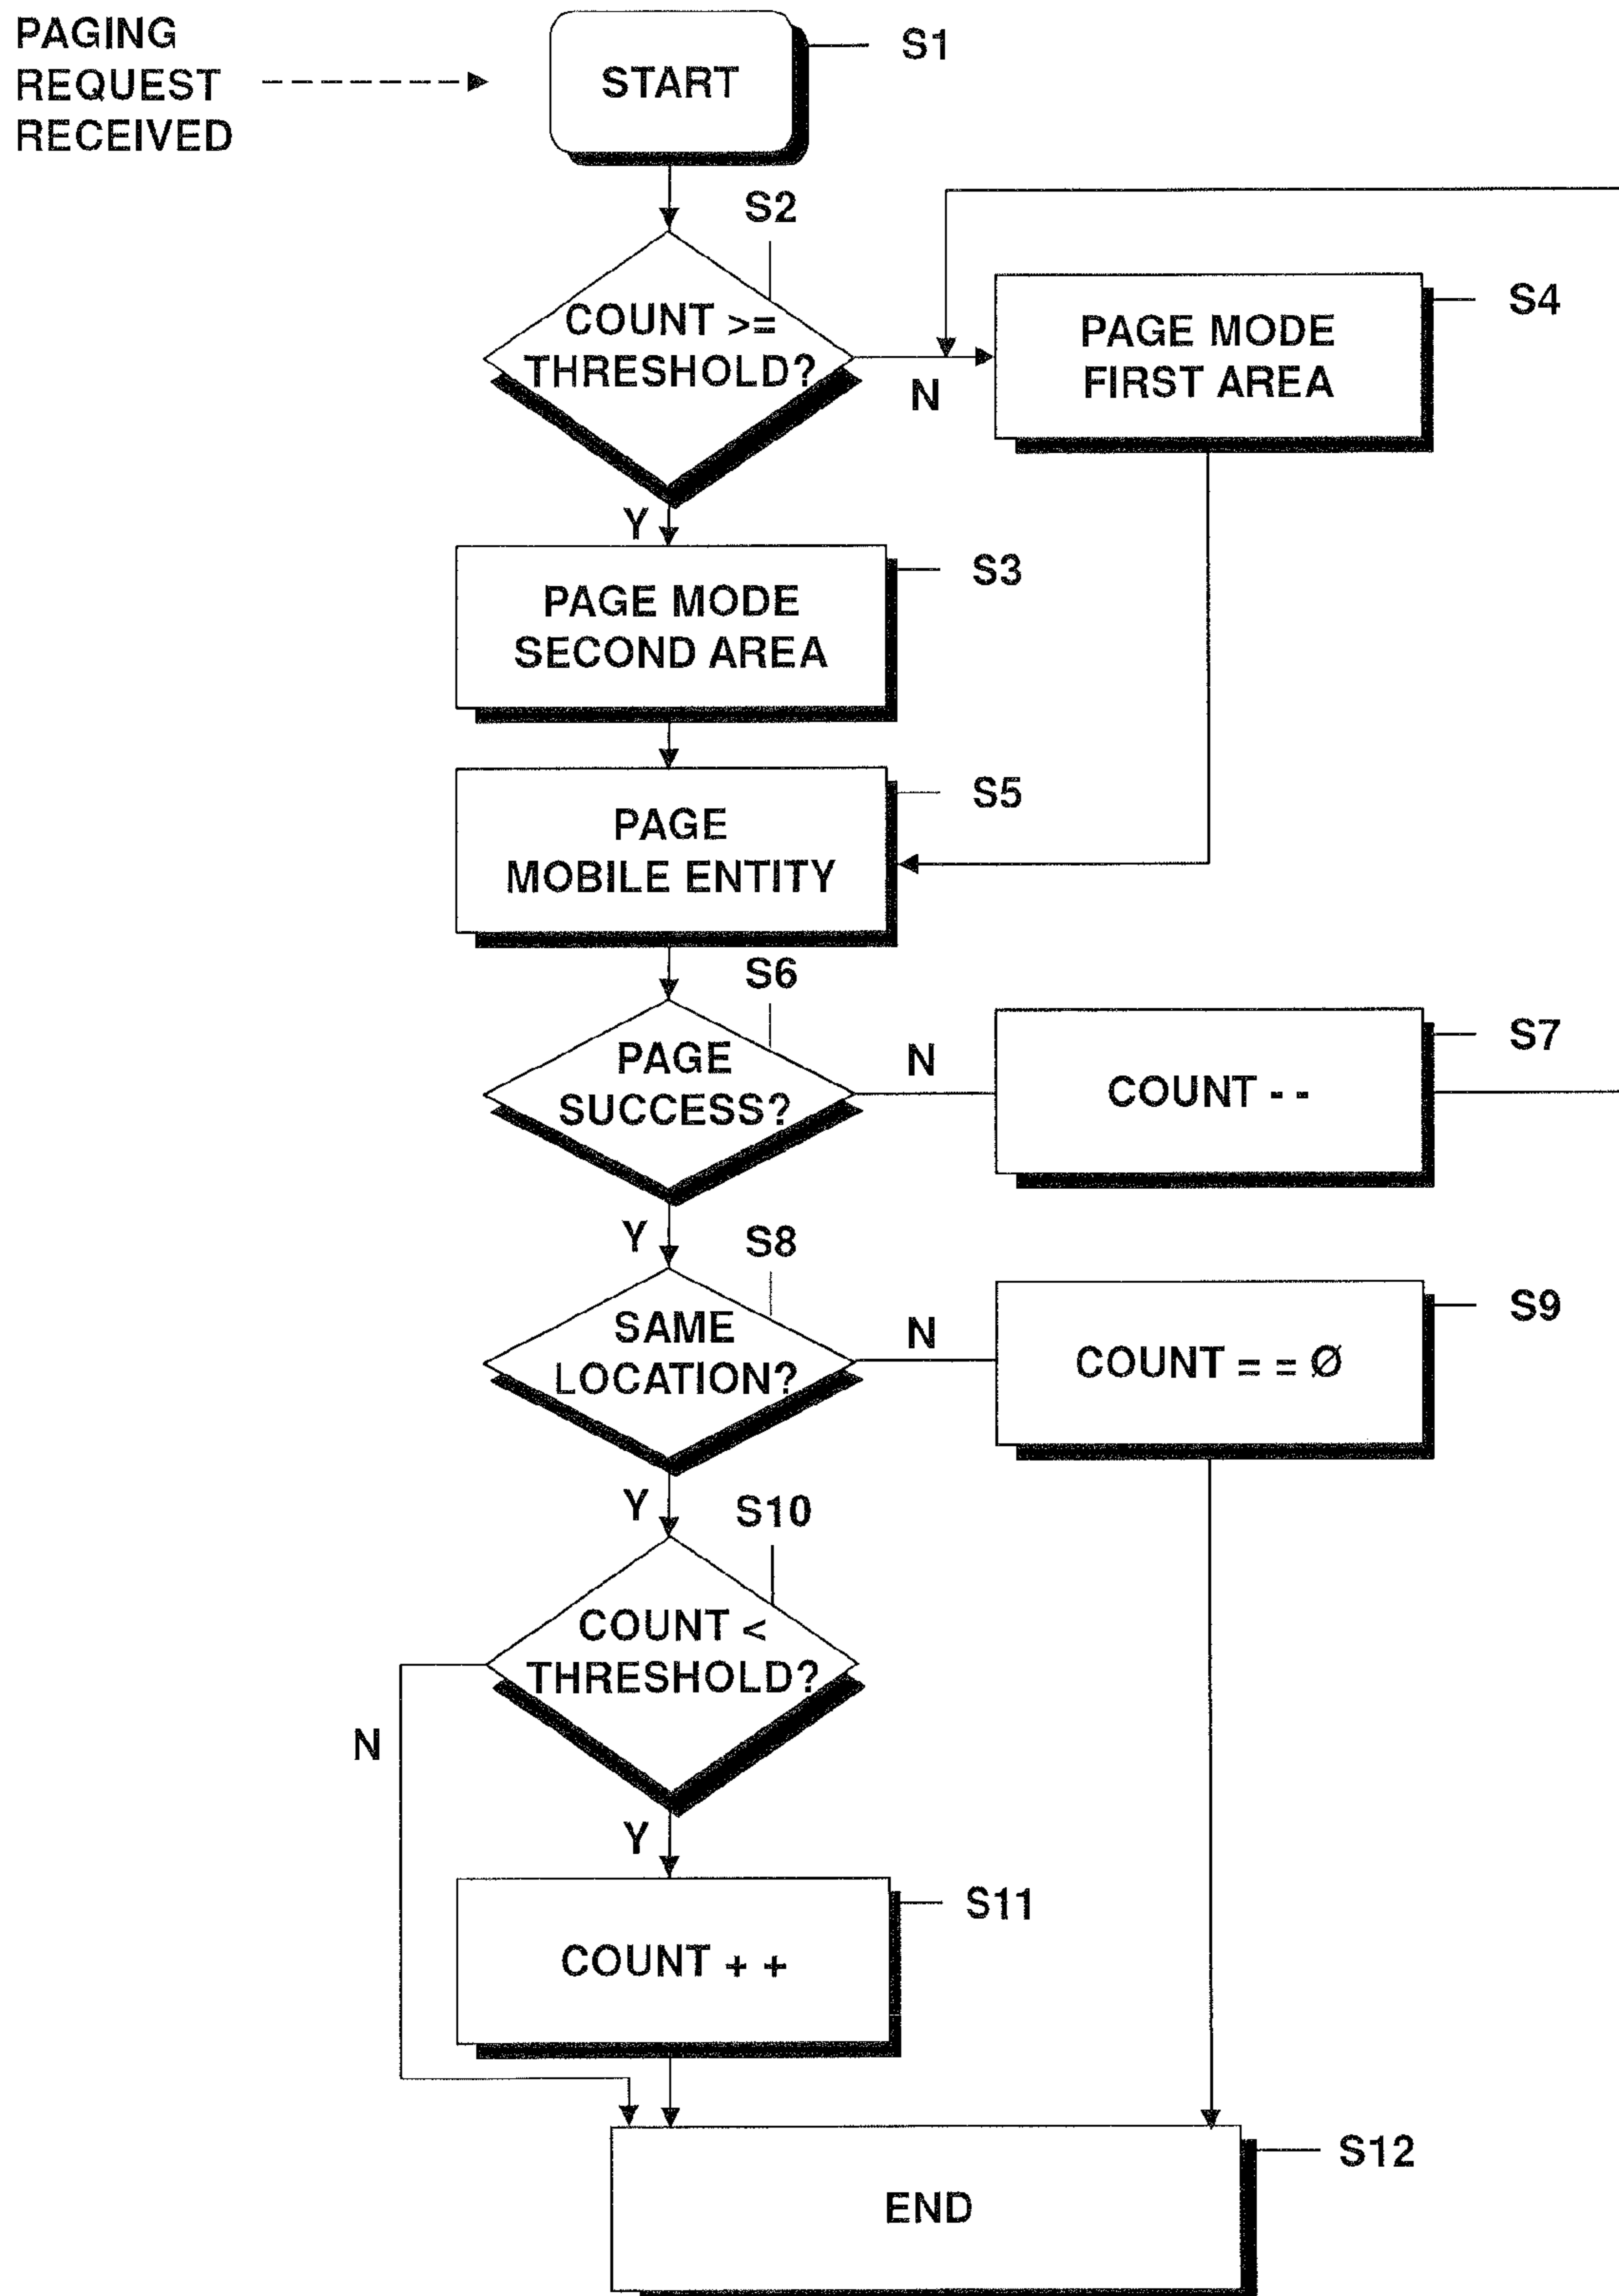 PAGING
REQUEST
RECEIVED
START
S1
S2
COUNT >=
THRESHOLD?
N
PAGE MODE
FIRST AREA
S4
Y
PAGE MODE
SECOND AREA
S3
PAGE
MOBILE ENTITY
S5
S6
PAGE
SUCCESS?
N
COUNT - -
S7
Y
S8
SAME
LOCATION?
N
COUNT = = Ø
S9
Y
S10
COUNT <
THRESHOLD?
N
Y
COUNT + +
S11
END
S12